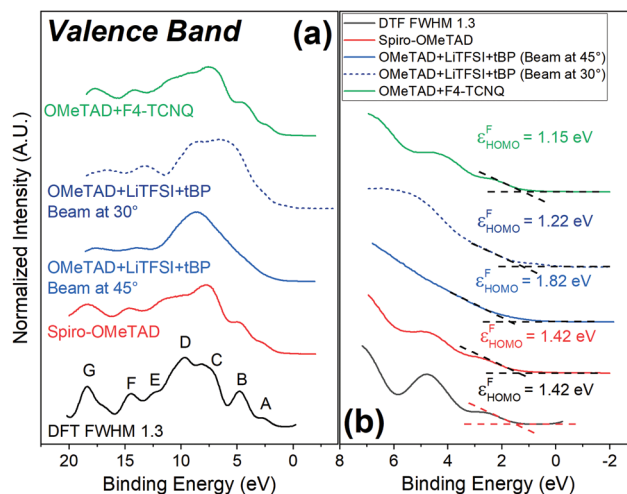 Valence Band
(a)
OMeTAD+F4-TCNQ
OMeTAD+LiTFSI+tBP
Beam at 30°
OMeTAD+LiTFSI+tBP
Beam at 45°
Spiro-OMeTAD
G
F
E
D
C
B
A
DFT FWHM 1.3
20 15 10 5 0
Binding Energy (eV)
Normalized Intensity (A.U.)
DTF FWHM 1.3
Spiro-OMeTAD
OMeTAD+LiTFSI+tBP (Beam at 45°)
OMeTAD+LiTFSI+tBP (Beam at 30°)
OMeTAD+F4-TCNQ
ε^F_HOMO = 1.15 eV
ε^F_HOMO = 1.22 eV
ε^F_HOMO = 1.82 eV
ε^F_HOMO = 1.42 eV
ε^F_HOMO = 1.42 eV
(b)
8 6 4 2 0 -2
Binding Energy (eV)